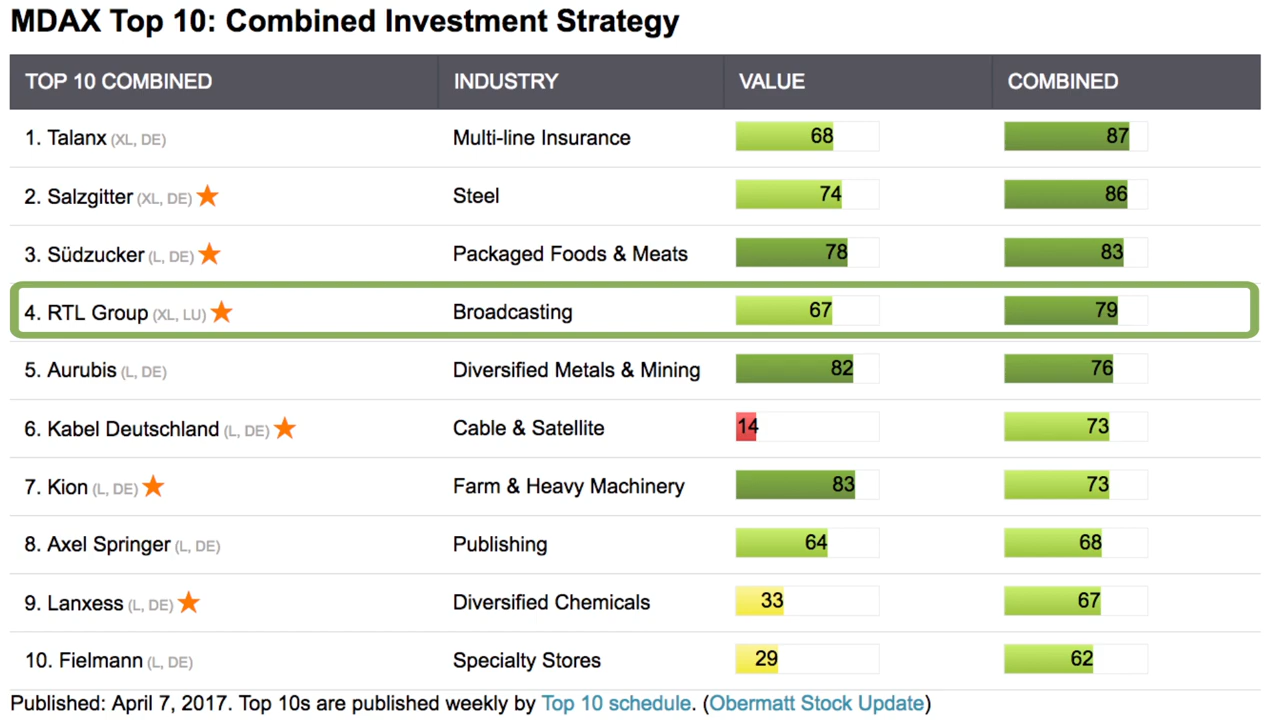 MDAX Top 10: Combined Investment Strategy
TOP 10 COMBINED INDUSTRY VALUE COMBINED
1. Talanx (XL, DE) Multi-line Insurance 68 87
2. Salzgitter (XL, DE) Steel 74 86
3. Südzucker (L, DE) Packaged Foods & Meats 78 83
4. RTL Group (XL, LU) Broadcasting 67 79
5. Aurubis (L, DE) Diversified Metals & Mining 82 76
6. Kabel Deutschland (L, DE) Cable & Satellite 14 73
7. Kion (L, DE) Farm & Heavy Machinery 83 73
8. Axel Springer (L, DE) Publishing 64 68
9. Lanxess (L, DE) Diversified Chemicals 33 67
10. Fielmann (L, DE) Specialty Stores 29 62
Published: April 7, 2017. Top 10s are published weekly by Top 10 schedule. (Obermatt Stock Update)